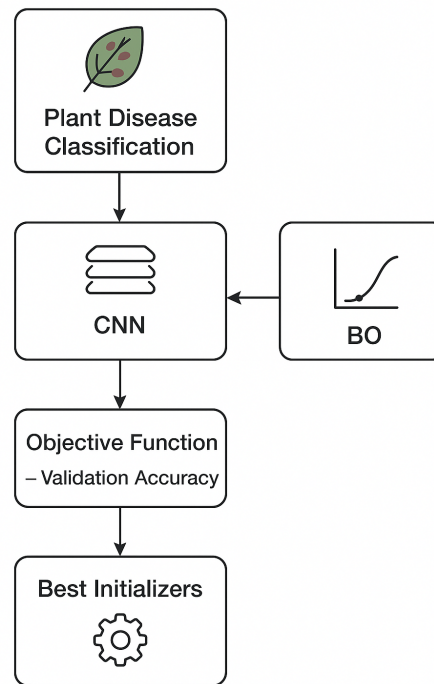 Plant Disease
Classification
CNN
BO
Objective Function
– Validation Accuracy
Best Initializers